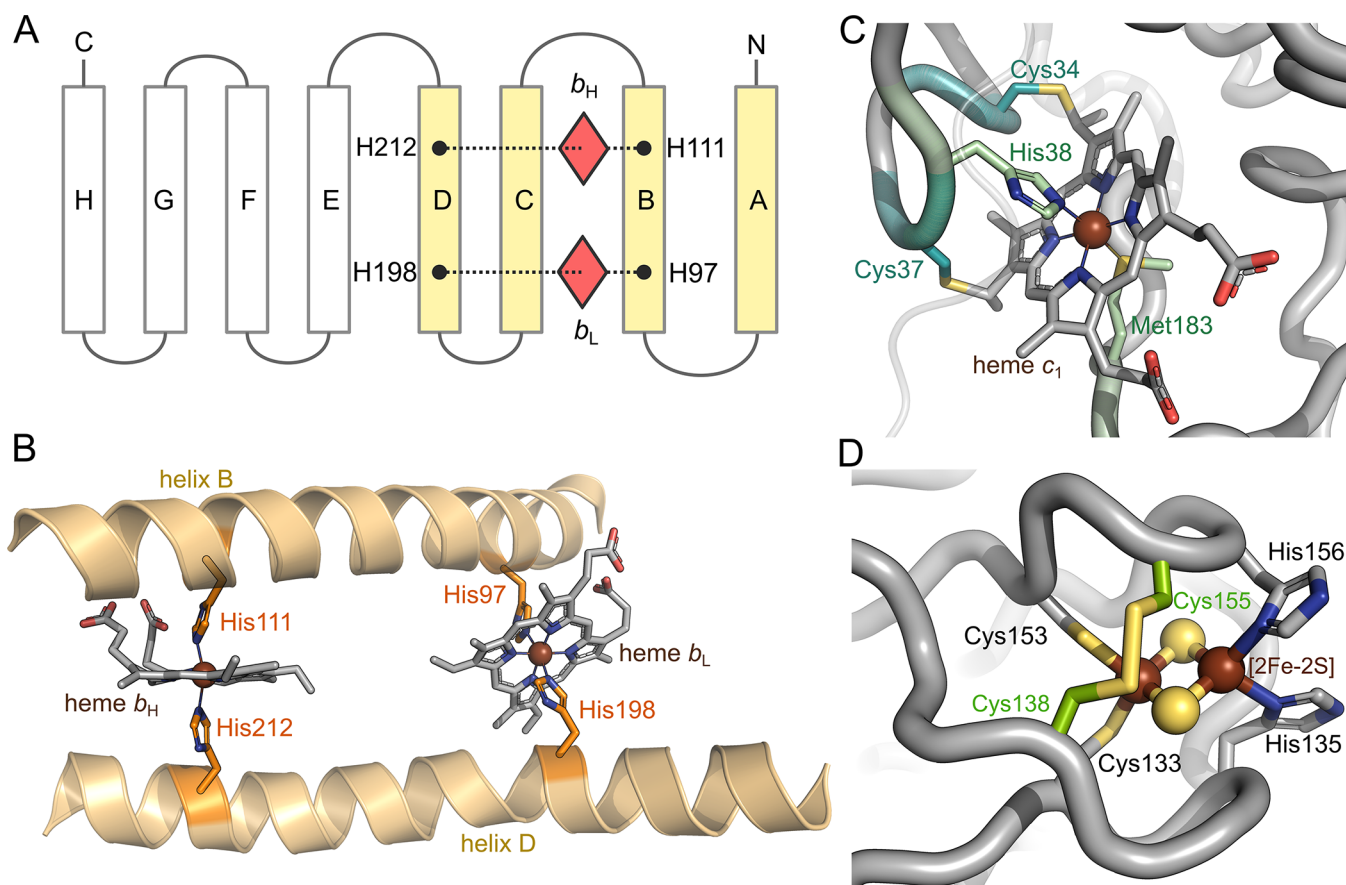 A
C
N
b_H
H212
H111
H
G
F
E
D
C
B
A
H198
H97
b_L
B
helix B
His97
His111
heme b_L
heme b_H
His212
His198
helix D
C
Cys34
His38
Cys37
Met183
heme c_1
D
His156
Cys155
Cys153
[2Fe-2S]
Cys138
Cys133
His135